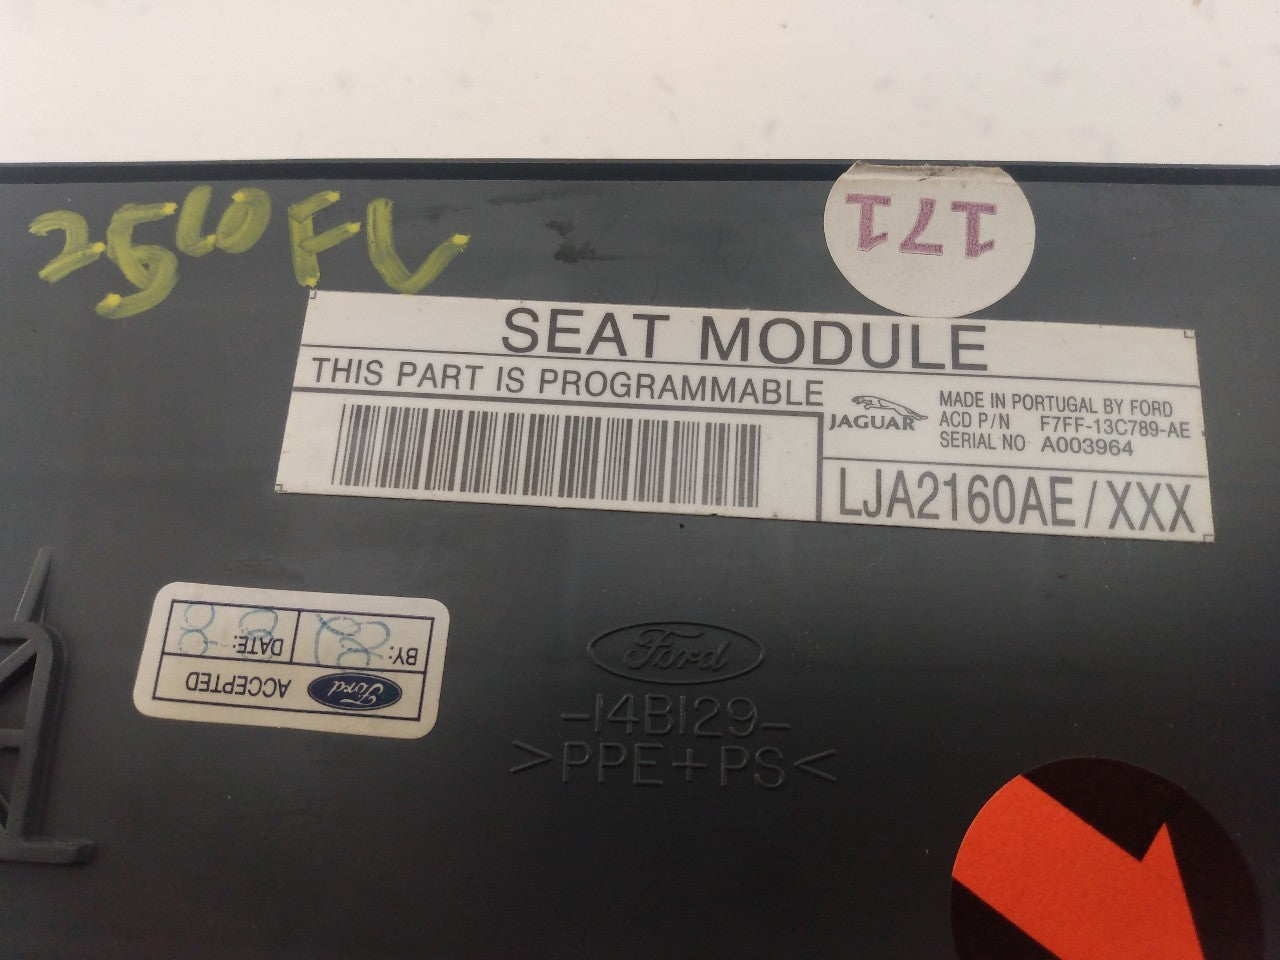 171
SEAT MODULE
THIS PART IS PROGRAMMABLE
JAGUAR
MADE IN PORTUGAL BY FORD
ACD P/N F7FF-13C789-AE
SERIAL NO A003964
LJA2160AE/XXX
ACCEPTED
Ford
BY:
DATE:
Ford
-14B129-
>PPE+PS<